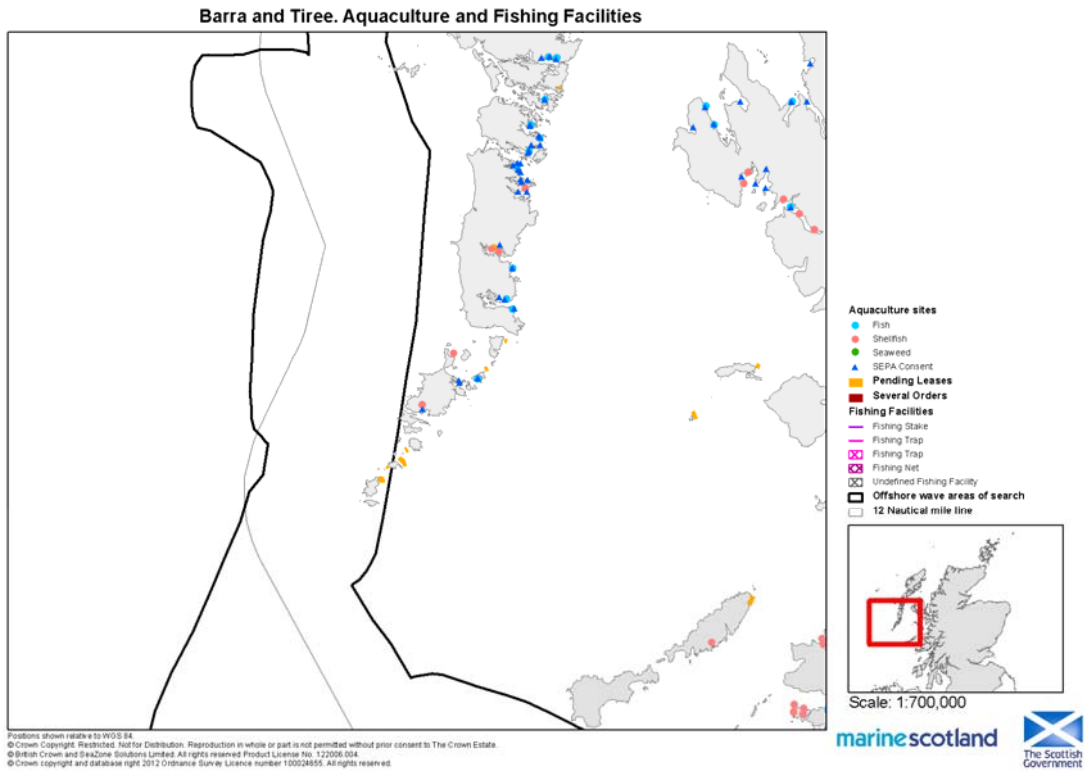 Barra and Tiree. Aquaculture and Fishing Facilities
Aquaculture sites
Fish
Shellfish
Seaweed
SEPA Consent
Pending Leases
Several Orders
Fishing Facilities
Fishing Stake
Fishing Trap
Fishing Trap
Fishing Net
Undefined Fishing Facility
Offshore wave areas of search
12 Nautical mile line
Scale: 1:700,000
marinescotland
The Scottish
Government
Positions shown relative to WGS 84.
© Crown Copyright. Restricted. Not for Distribution. Reproduction in whole or part is not permitted without prior consent to The Crown Estate.
© British Crown and SeaZone Solutions Limited. All rights reserved Product License No. 122006.004.
© Crown copyright and database right 2012 Ordnance Survey Licence number 100024655. All rights reserved.